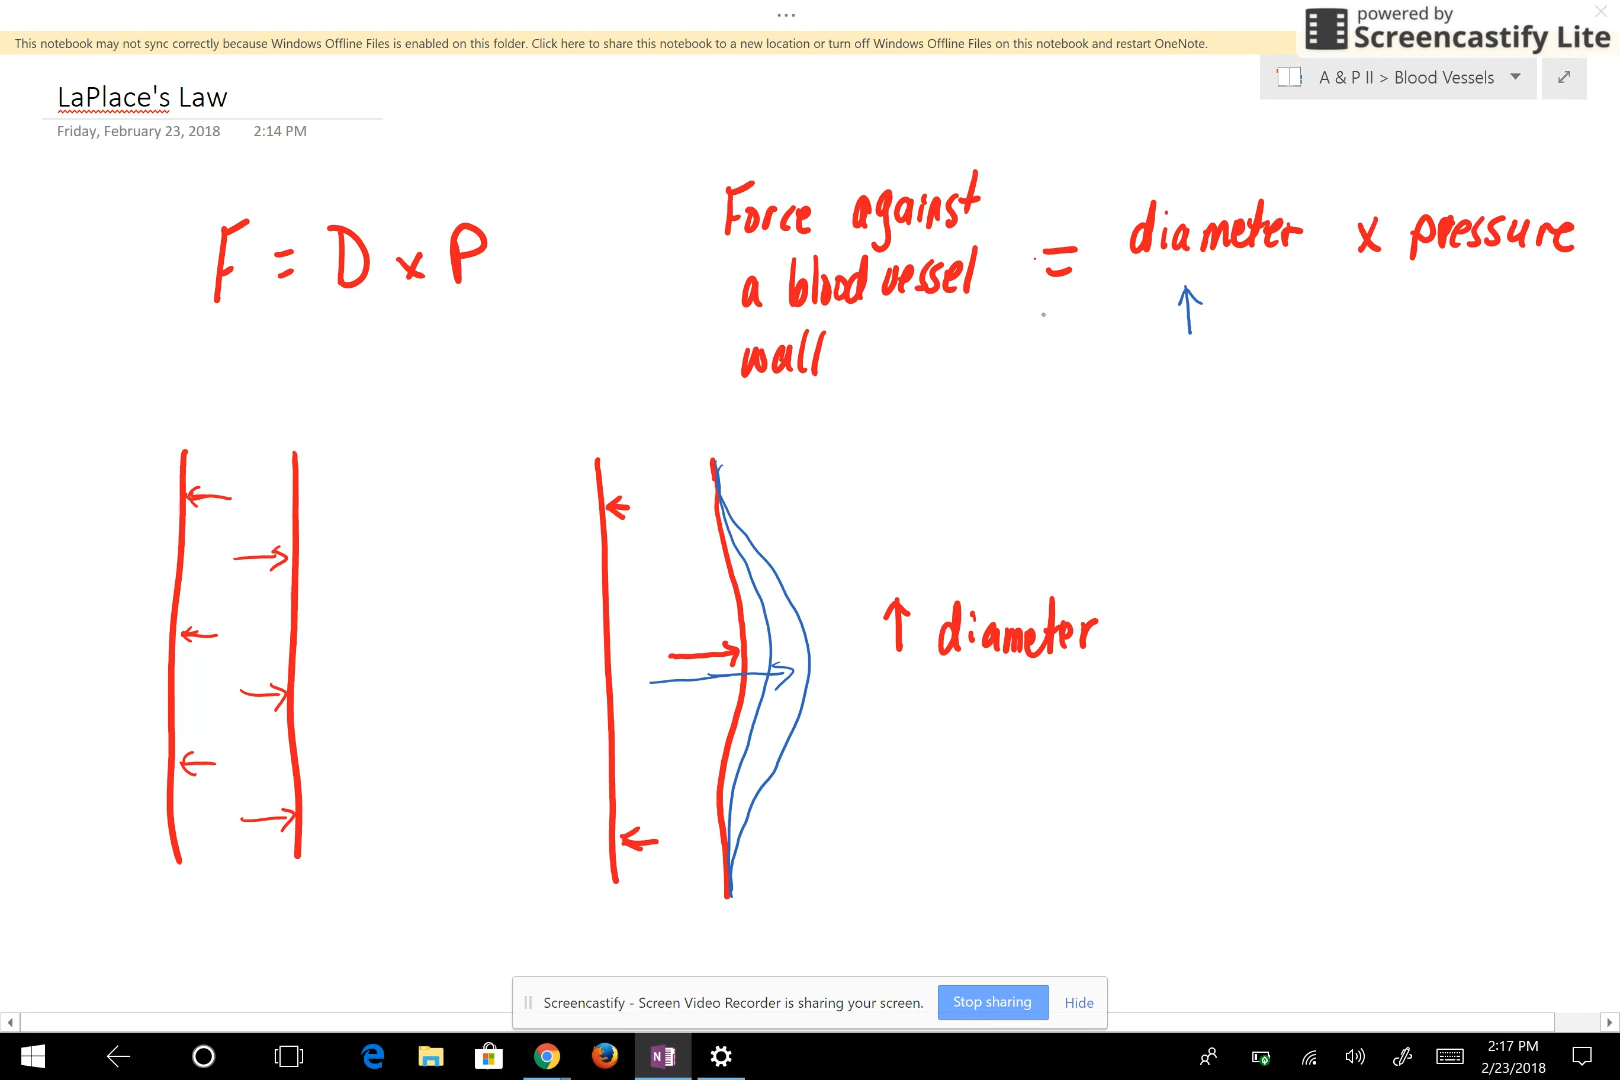 powered by
Screencastify Lite
This notebook may not sync correctly because Windows Offline Files is enabled on this folder. Click here to share this notebook to a new location or turn off Windows Offline Files on this notebook and restart OneNote.
A & P II > Blood Vessels
LaPlace's Law
Friday, February 23, 2018 2:14 PM
F = D x P
Force against
a blood vessel
wall
= diameter x pressure
↑
↑ diameter
Screencastify - Screen Video Recorder is sharing your screen. Stop sharing Hide
2:17 PM
2/23/2018